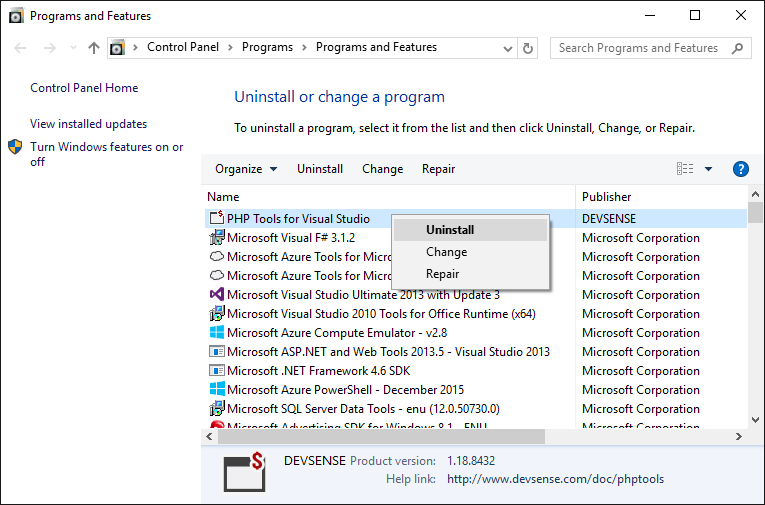 Programs and Features
Control Panel Programs Programs and Features
Search Programs and Features
Control Panel Home
View installed updates
Turn Windows features on or
off
Uninstall or change a program
To uninstall a program, select it from the list and then click Uninstall, Change, or Repair.
Organize Uninstall Change Repair
Name Publisher
PHP Tools for Visual Studio DEVSENSE
Microsoft Visual F# 3.1.2 Microsoft Corporation
Microsoft Azure Tools for Micr Microsoft Corporation
Microsoft Azure Tools for Micr Microsoft Corporation
Microsoft Visual Studio Ultimate 2013 with Update 3 Microsoft Corporation
Microsoft Visual Studio 2010 Tools for Office Runtime (x64) Microsoft Corporation
Microsoft Azure Compute Emulator - v2.8 Microsoft Corporation
Microsoft ASP.NET and Web Tools 2013.5 - Visual Studio 2013 Microsoft Corporation
Microsoft .NET Framework 4.6 SDK Microsoft Corporation
Microsoft Azure PowerShell - December 2015 Microsoft Corporation
Microsoft SQL Server Data Tools - enu (12.0.50730.0) Microsoft Corporation
Microsoft Advertising SDK for Windows 8.1 - ENU Microsoft Corporation
Uninstall
Change
Repair
DEVSENSE Product version: 1.18.8432
Help link: http://www.devsense.com/doc/phptools